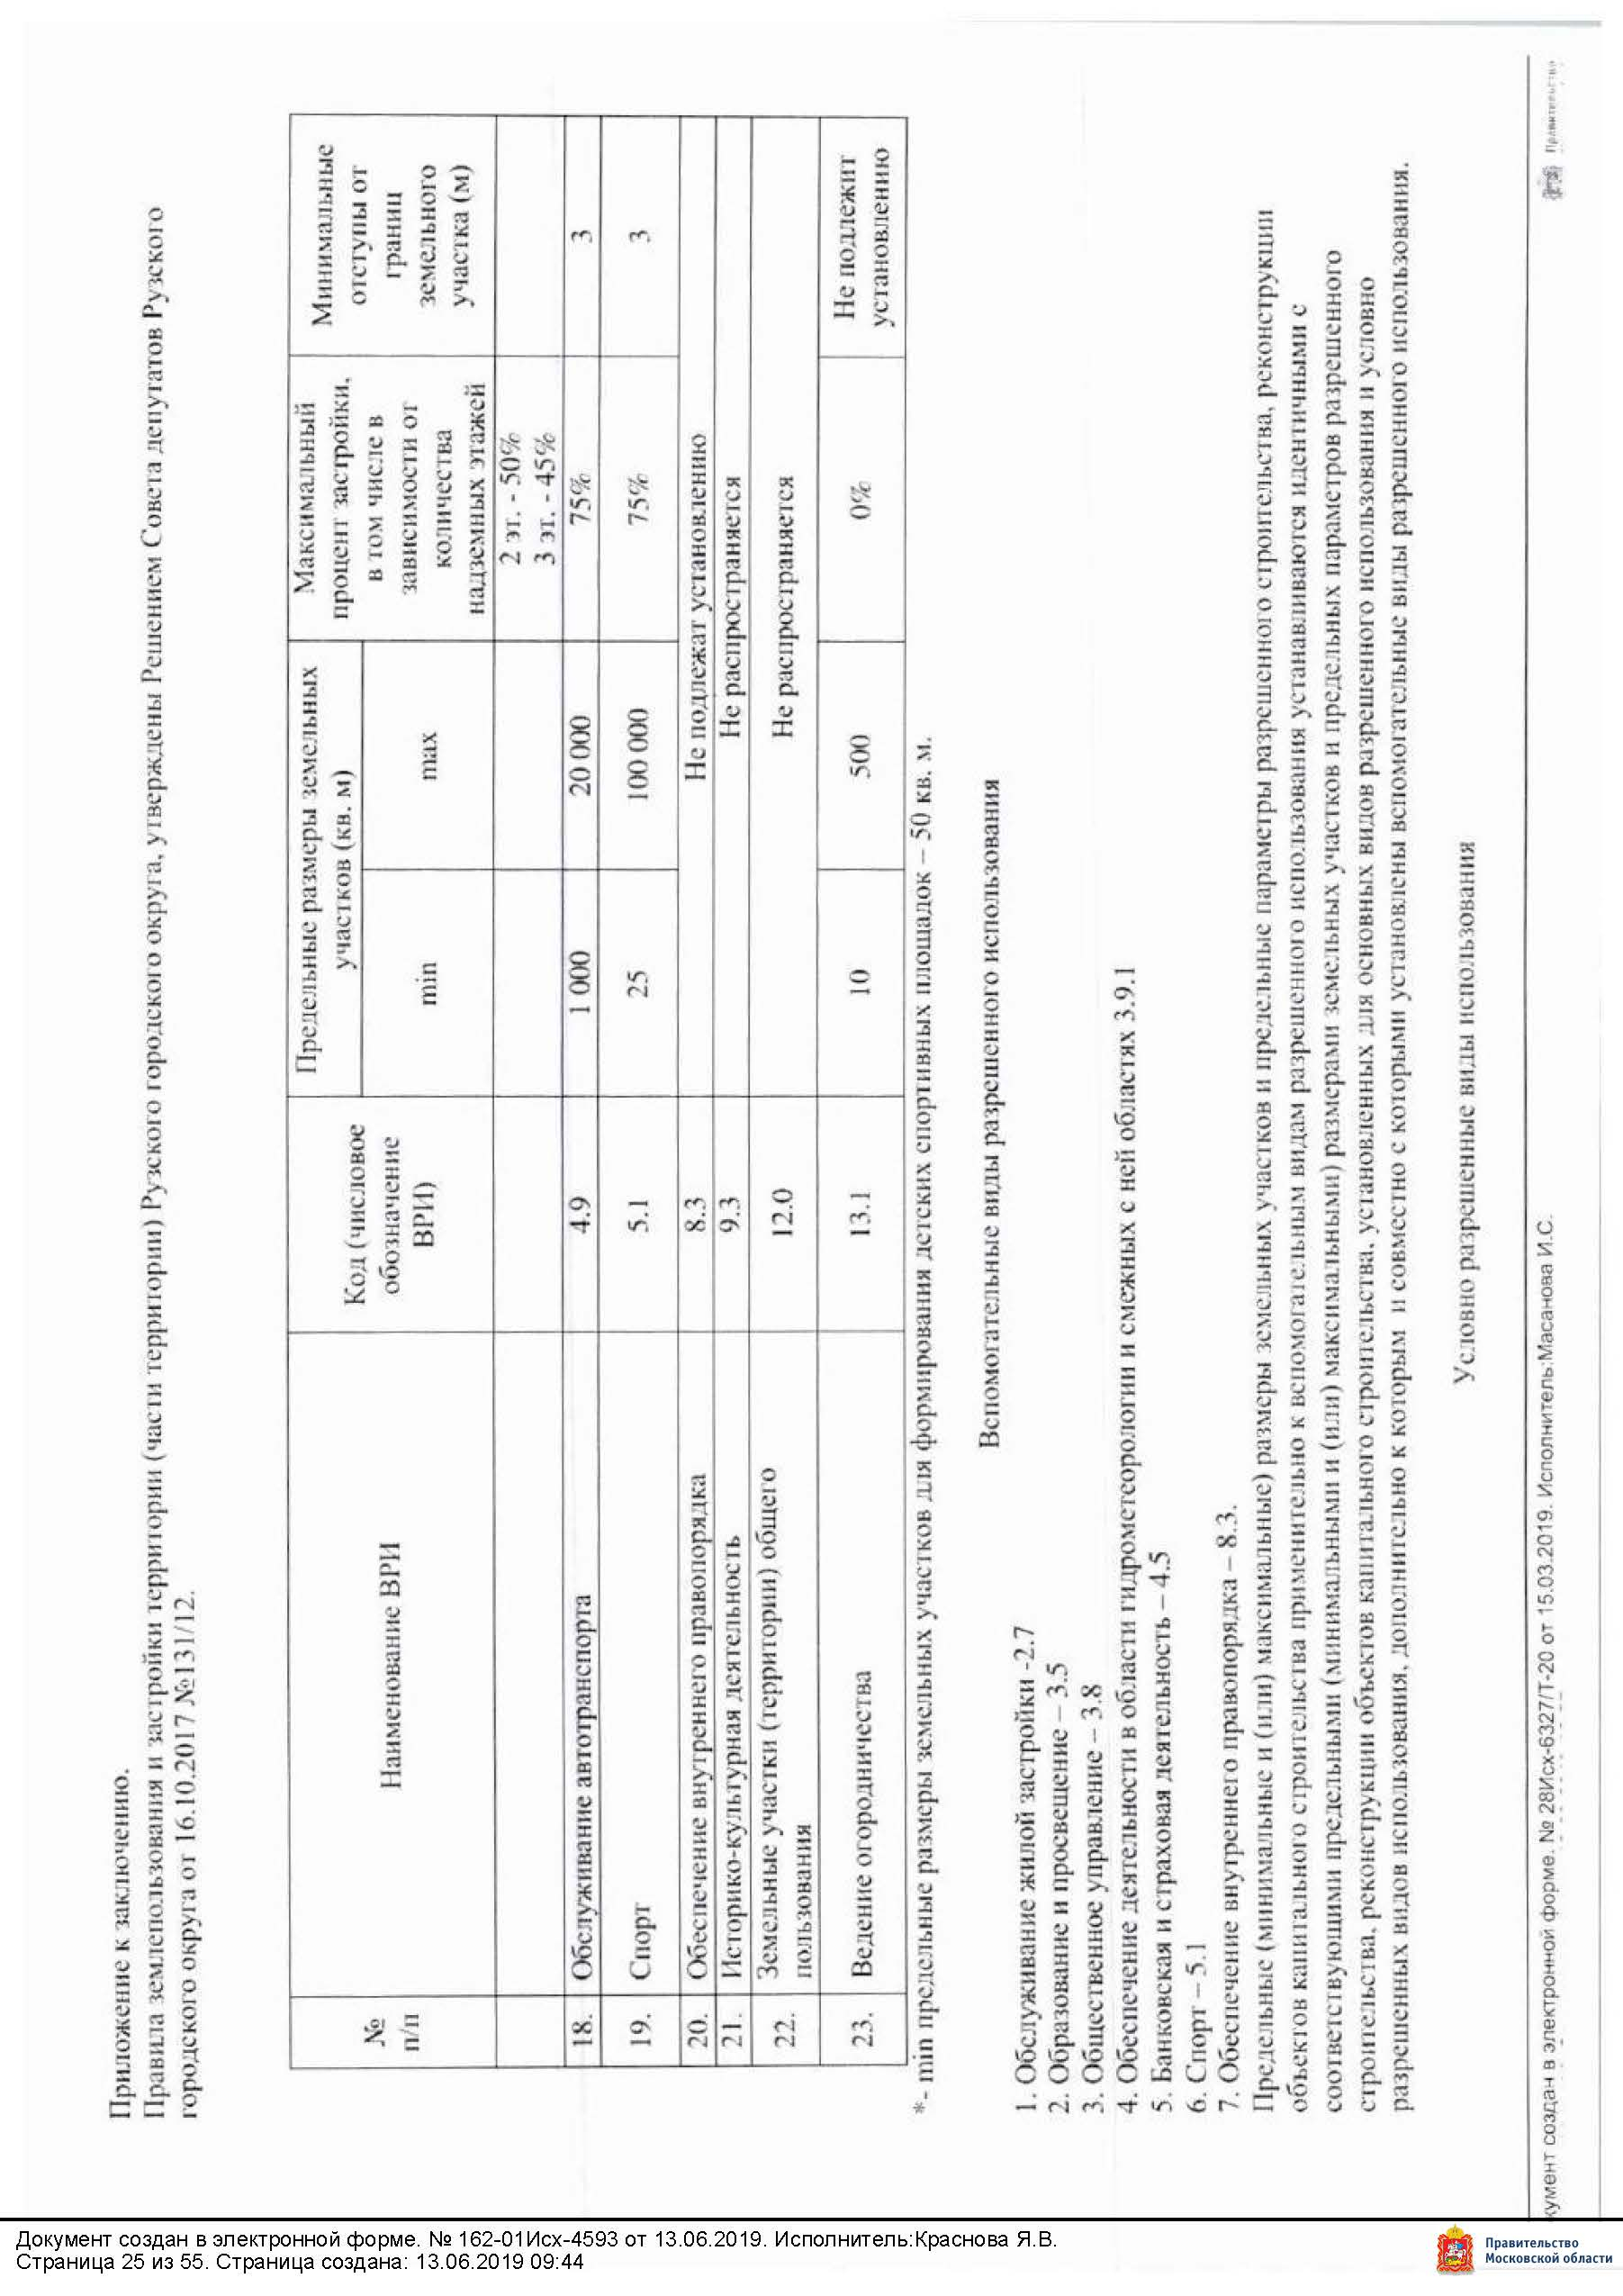 Приложение к заключению.
Правила землепользования и застройки территории (части территории) Рузского городского округа, утверждены Решением Совета депутатов Рузского
городского округа от 16.10.2017 №131/12.
№
п/п
Наименование ВРИ
Код (числовое
обозначение
ВРИ)
Предельные размеры земельных
участков (кв. м)
min
max
Максимальный
процент застройки,
в том числе в
зависимости от
количества
надземных этажей
Минимальные
отступы от
границ
земельного
участка (м)
2 эт. - 50%
3 эт. - 45%
18. Обслуживание автотранспорта 4.9 1 000 20 000 75% 3
19. Спорт 5.1 25 100 000 75% 3
20. Обеспечение внутреннего правопорядка 8.3 Не подлежат установлению
21. Историко-культурная деятельность 9.3 Не распространяется
22. Земельные участки (территории) общего
пользования 12.0 Не распространяется
23. Ведение огородничества 13.1 10 500 0% Не подлежит
установлению
*- min предельные размеры земельных участков для формирования детских спортивных площадок – 50 кв. м.
Вспомогательные виды разрешенного использования
1. Обслуживание жилой застройки -2.7
2. Образование и просвещение – 3.5
3. Общественное управление – 3.8
4. Обеспечение деятельности в области гидрометеорологии и смежных с ней областях 3.9.1
5. Банковская и страховая деятельность – 4.5
6. Спорт – 5.1
7. Обеспечение внутреннего правопорядка – 8.3.
Предельные (минимальные и (или) максимальные) размеры земельных участков и предельные параметры разрешенного строительства, реконструкции
объектов капитального строительства применительно к вспомогательным видам разрешенного использования устанавливаются идентичными с
соответствующими предельными (минимальными и (или) максимальными) размерами земельных участков и предельных параметров разрешенного
строительства, реконструкции объектов капитального строительства, установленных для основных видов разрешенного использования и условно
разрешенных видов использования, дополнительно к которым и совместно с которыми установлены вспомогательные виды разрешенного использования.
Условно разрешенные виды использования
кумент создан в электронной форме. № 28Исх-6327/Т-20 от 15.03.2019. Исполнитель:Масанова И.С.
Правительство
Документ создан в электронной форме. № 162-01Исх-4593 от 13.06.2019. Исполнитель:Краснова Я.В.
Страница 25 из 55. Страница создана: 13.06.2019 09:44
Правительство
Московской области